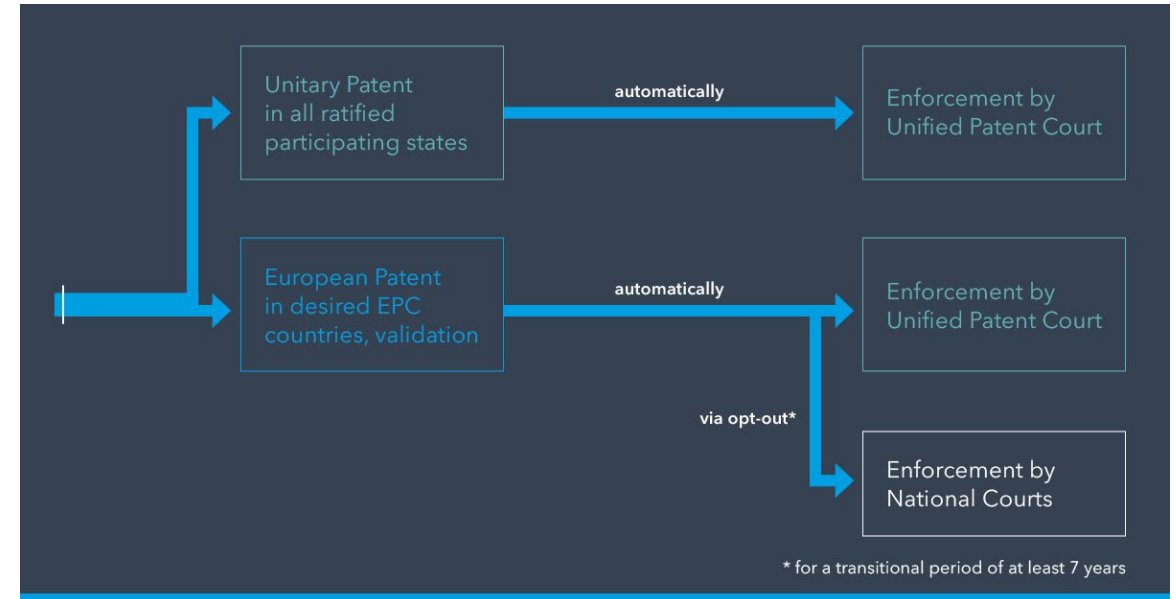 Unitary Patent
in all ratified
participating states
automatically
Enforcement by
Unified Patent Court
European Patent
in desired EPC
countries, validation
automatically
Enforcement by
Unified Patent Court
via opt-out*
Enforcement by
National Courts
* for a transitional period of at least 7 years